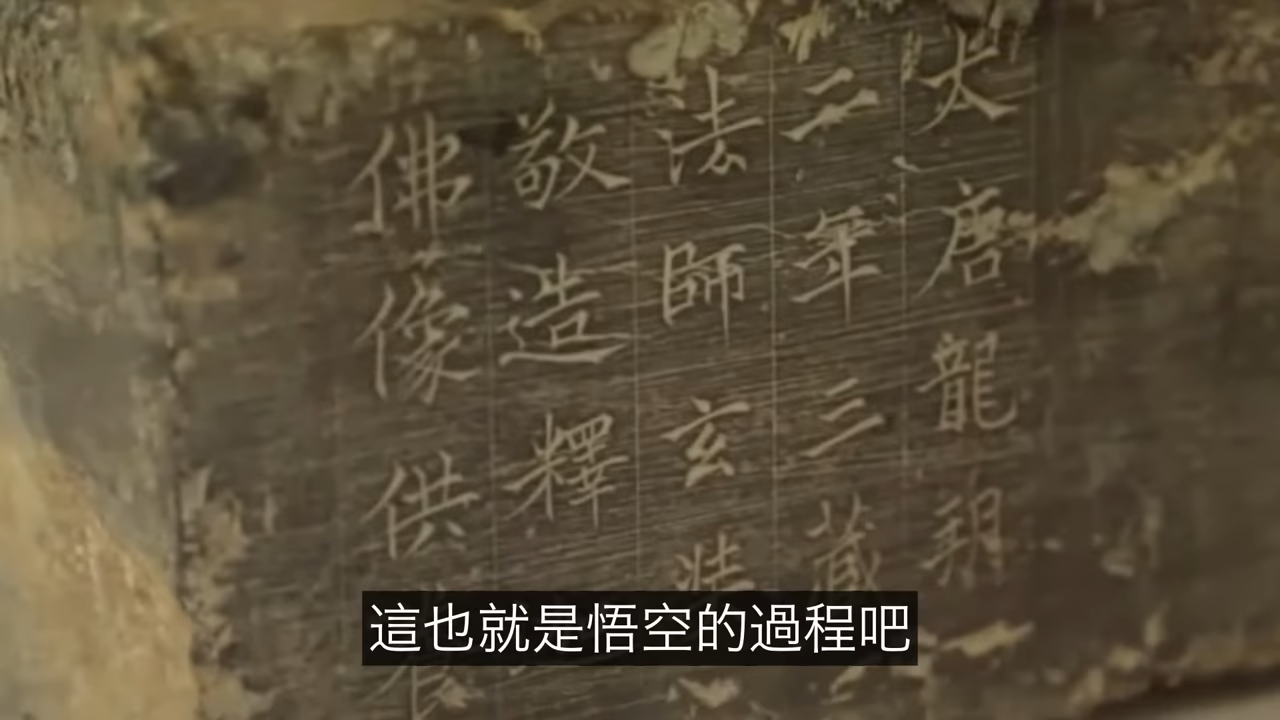 大唐龍朔
二年三藏
法師玄奘
敬造釋
佛像供養
這也就是悟空的過程吧